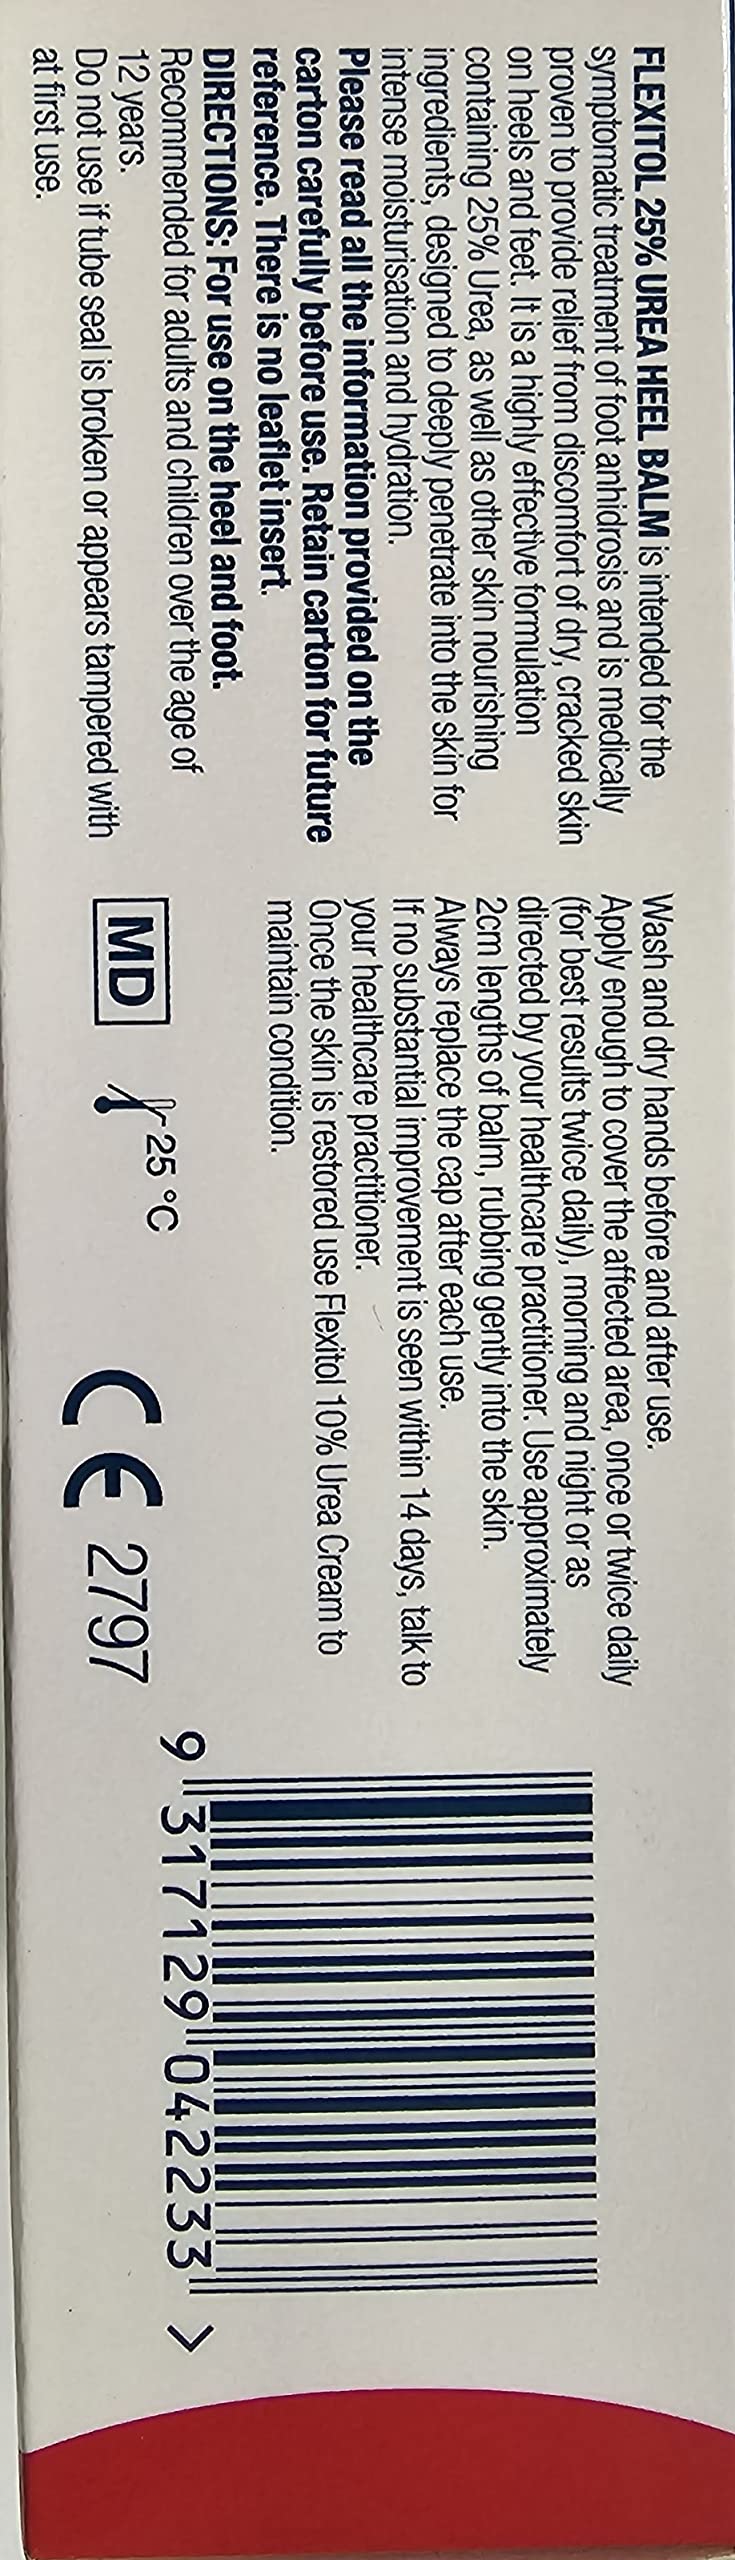 FLEXITOL 25% UREA HEEL BALM is intended for the
symptomatic treatment of foot anhidrosis and is medically
proven to provide relief from discomfort of dry, cracked skin
on heels and feet. It is a highly effective formulation
containing 25% Urea, as well as other skin nourishing
ingredients, designed to deeply penetrate into the skin for
intense moisturisation and hydration.
Please read all the information provided on the
carton carefully before use. Retain carton for future
reference. There is no leaflet insert.
DIRECTIONS: For use on the heel and foot.
Recommended for adults and children over the age of
12 years.
Do not use if tube seal is broken or appears tampered with
at first use.
Wash and dry hands before and after use.
Apply enough to cover the affected area, once or twice daily
(for best results twice daily), morning and night or as
directed by your healthcare practitioner. Use approximately
2cm lengths of balm, rubbing gently into the skin.
Always replace the cap after each use.
If no substantial improvement is seen within 14 days, talk to
your healthcare practitioner.
Once the skin is restored use Flexitol 10% Urea Cream to
maintain condition.
MD
25 °C
CE 2797
9 317129 042233 >